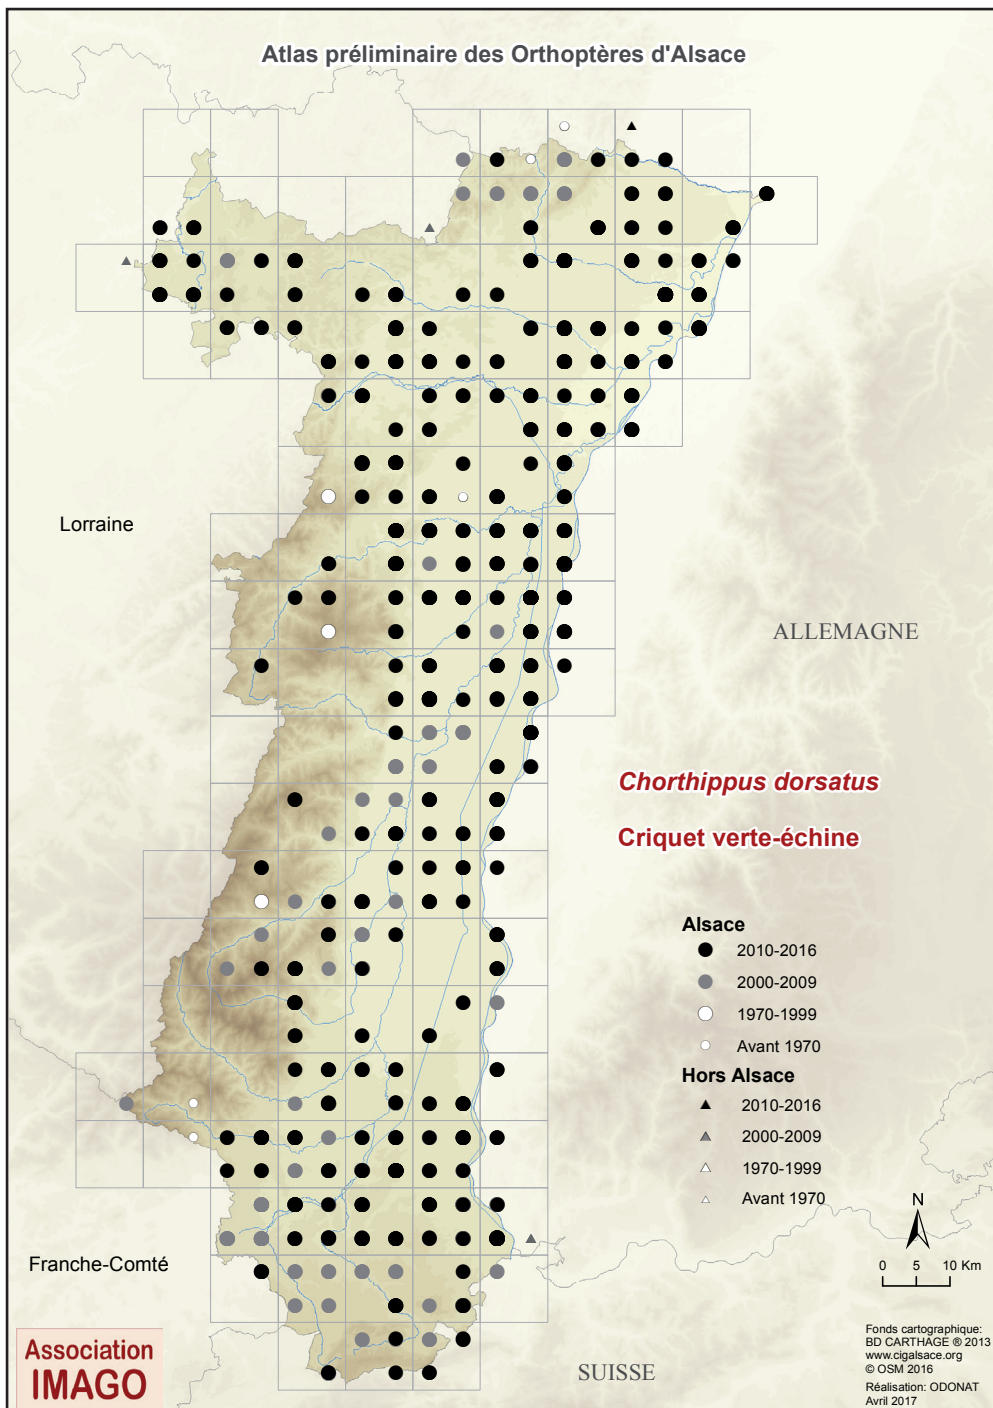 Atlas préliminaire des Orthoptères d'Alsace
Lorraine
ALLEMAGNE
Chorthippus dorsatus
Criquet verte-échine
Alsace
2010-2016
2000-2009
1970-1999
Avant 1970
Hors Alsace
2010-2016
2000-2009
1970-1999
Avant 1970
N
0 5 10 Km
Franche-Comté
SUISSE
Association
IMAGO
Fonds cartographique:
BD CARTHAGE ® 2013
www.cigalsace.org
© OSM 2016
Réalisation: ODONAT
Avril 2017